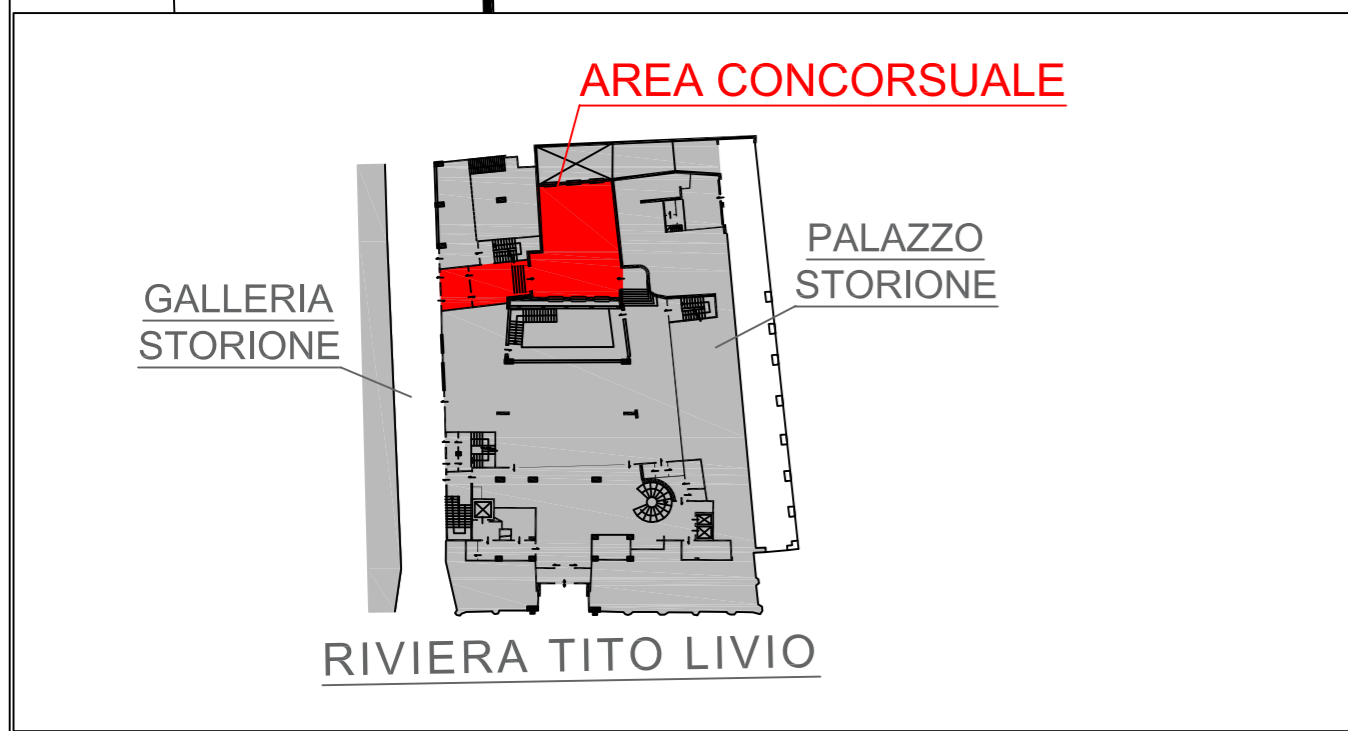 AREA CONCORSUALE
PALAZZO
STORIONE
GALLERIA
STORIONE
RIVIERA TITO LIVIO